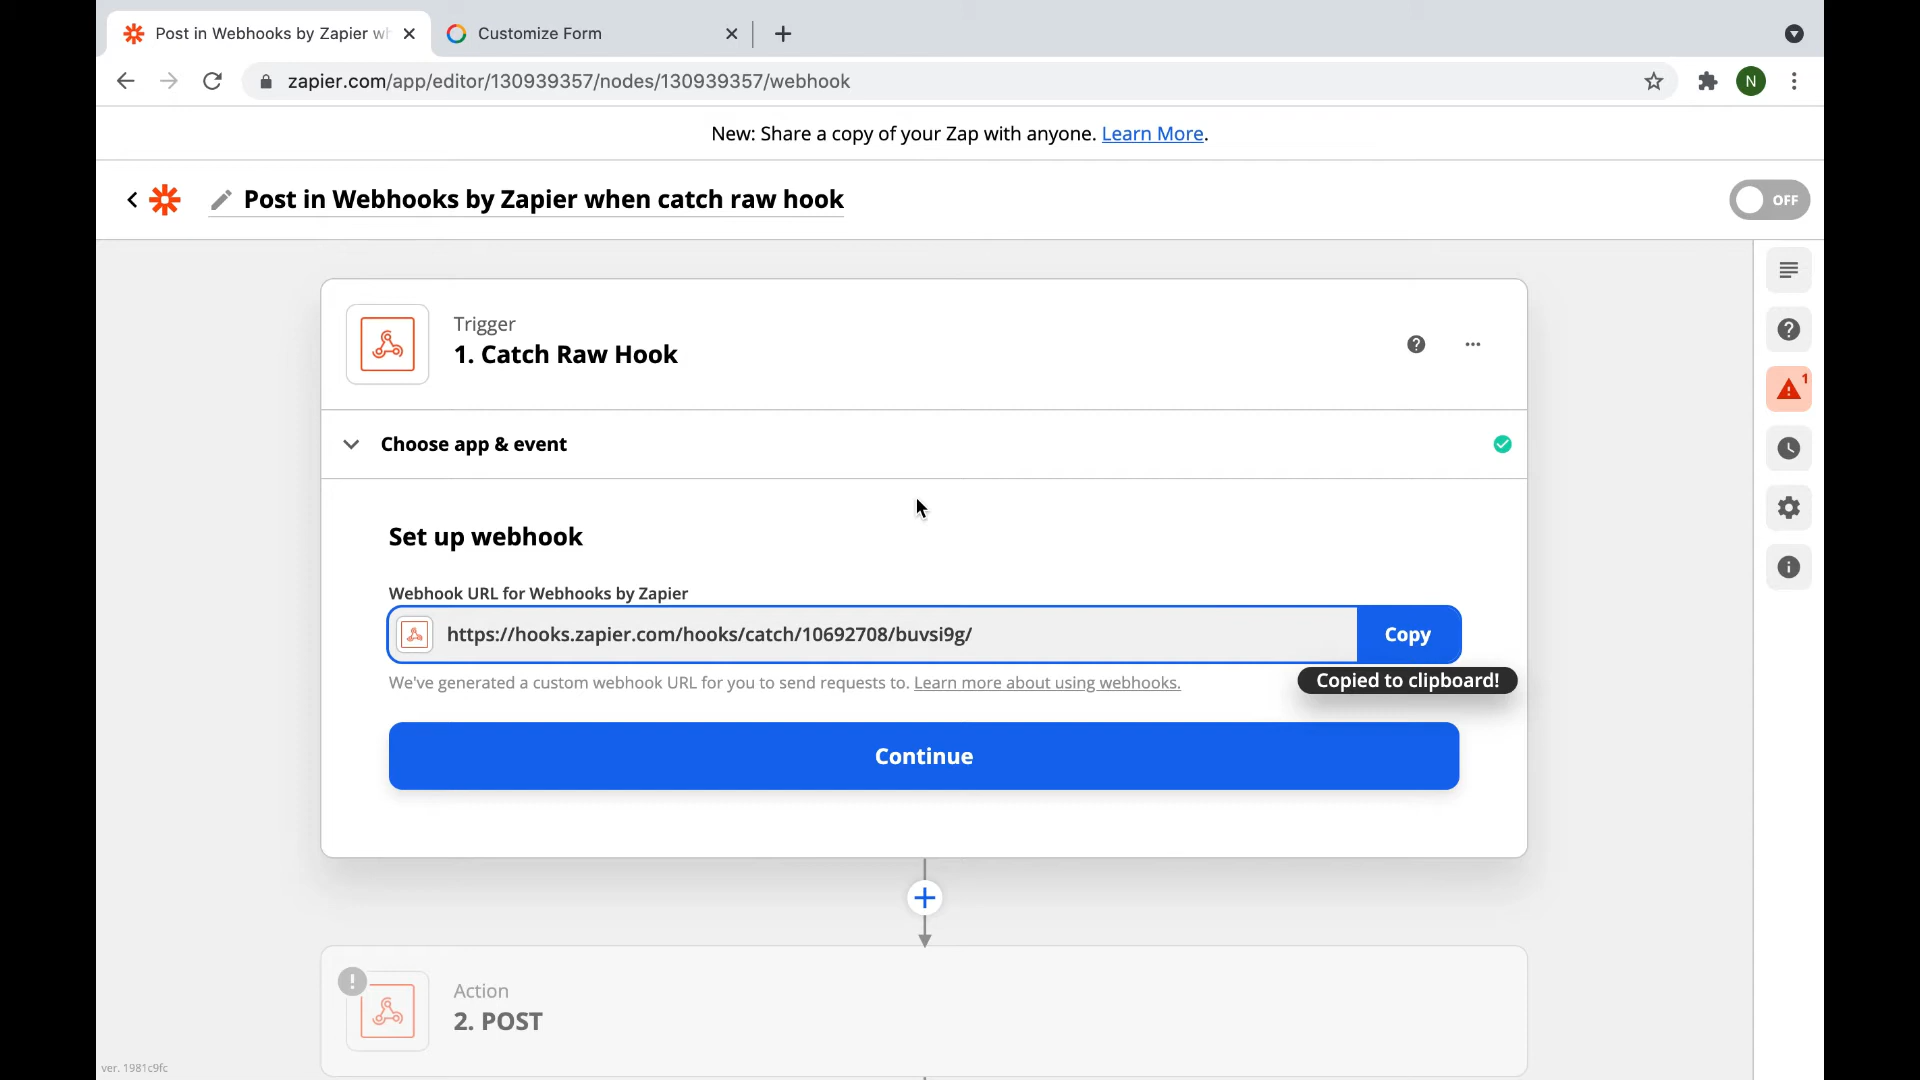 Post in Webhooks by Zapier wh
Customize Form
zapier.com/app/editor/130939357/nodes/130939357/webhook
N
New: Share a copy of your Zap with anyone. Learn More.
Post in Webhooks by Zapier when catch raw hook
OFF
Trigger
1. Catch Raw Hook
1
Choose app & event
Set up webhook
Webhook URL for Webhooks by Zapier
https://hooks.zapier.com/hooks/catch/10692708/buvsi9g/
Copy
We've generated a custom webhook URL for you to send requests to. Learn more about using webhooks.
Copied to clipboard!
Continue
Action
2. POST
ver. 1981c9fc